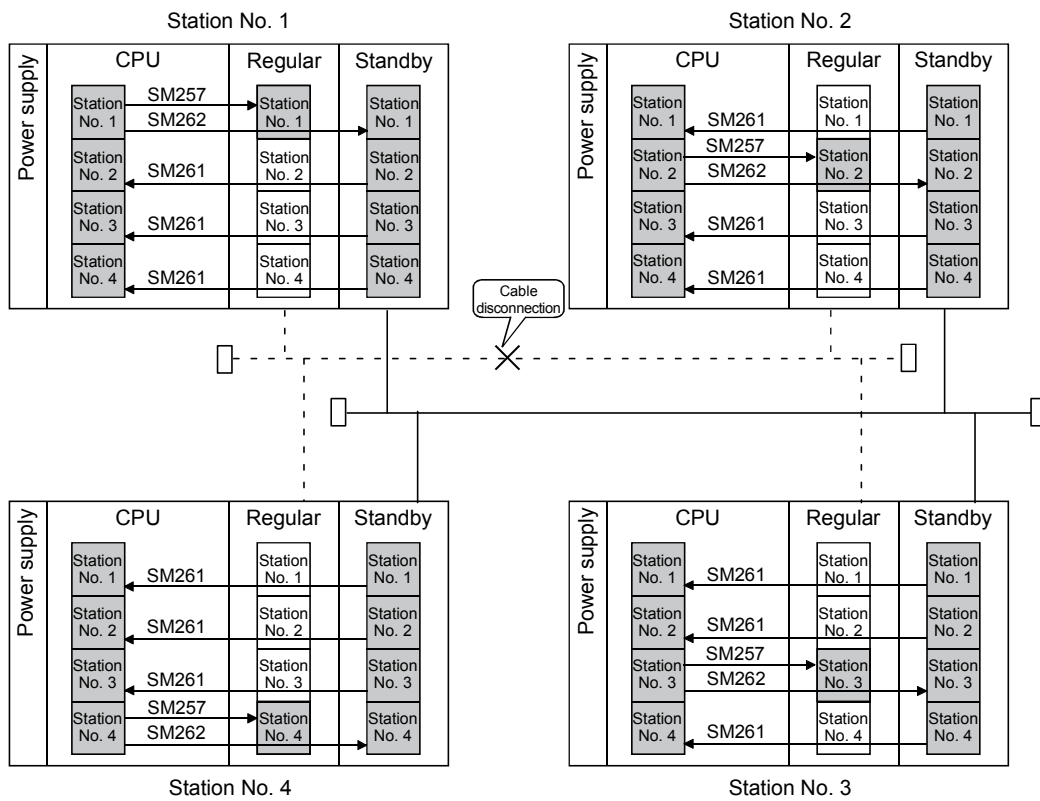 Station No. 1
Power supply
CPU
Regular
Standby
Station
No. 1
SM257
SM262
Station
No. 1
Station
No. 1
Station
No. 2
SM261
Station
No. 2
Station
No. 2
Station
No. 3
SM261
Station
No. 3
Station
No. 3
Station
No. 4
SM261
Station
No. 4
Station
No. 4
Station No. 2
Power supply
CPU
Regular
Standby
Station
No. 1
SM261
Station
No. 1
Station
No. 1
Station
No. 2
SM257
SM262
Station
No. 2
Station
No. 2
Station
No. 3
SM261
Station
No. 3
Station
No. 3
Station
No. 4
SM261
Station
No. 4
Station
No. 4
Cable
disconnection
Power supply
CPU
Regular
Standby
Station
No. 1
SM261
Station
No. 1
Station
No. 1
Station
No. 2
SM261
Station
No. 2
Station
No. 2
Station
No. 3
SM261
Station
No. 3
Station
No. 3
Station
No. 4
SM257
SM262
Station
No. 4
Station
No. 4
Station No. 4
Power supply
CPU
Regular
Standby
Station
No. 1
SM261
Station
No. 1
Station
No. 1
Station
No. 2
SM261
Station
No. 2
Station
No. 2
Station
No. 3
SM257
SM262
Station
No. 3
Station
No. 3
Station
No. 4
SM261
Station
No. 4
Station
No. 4
Station No. 3